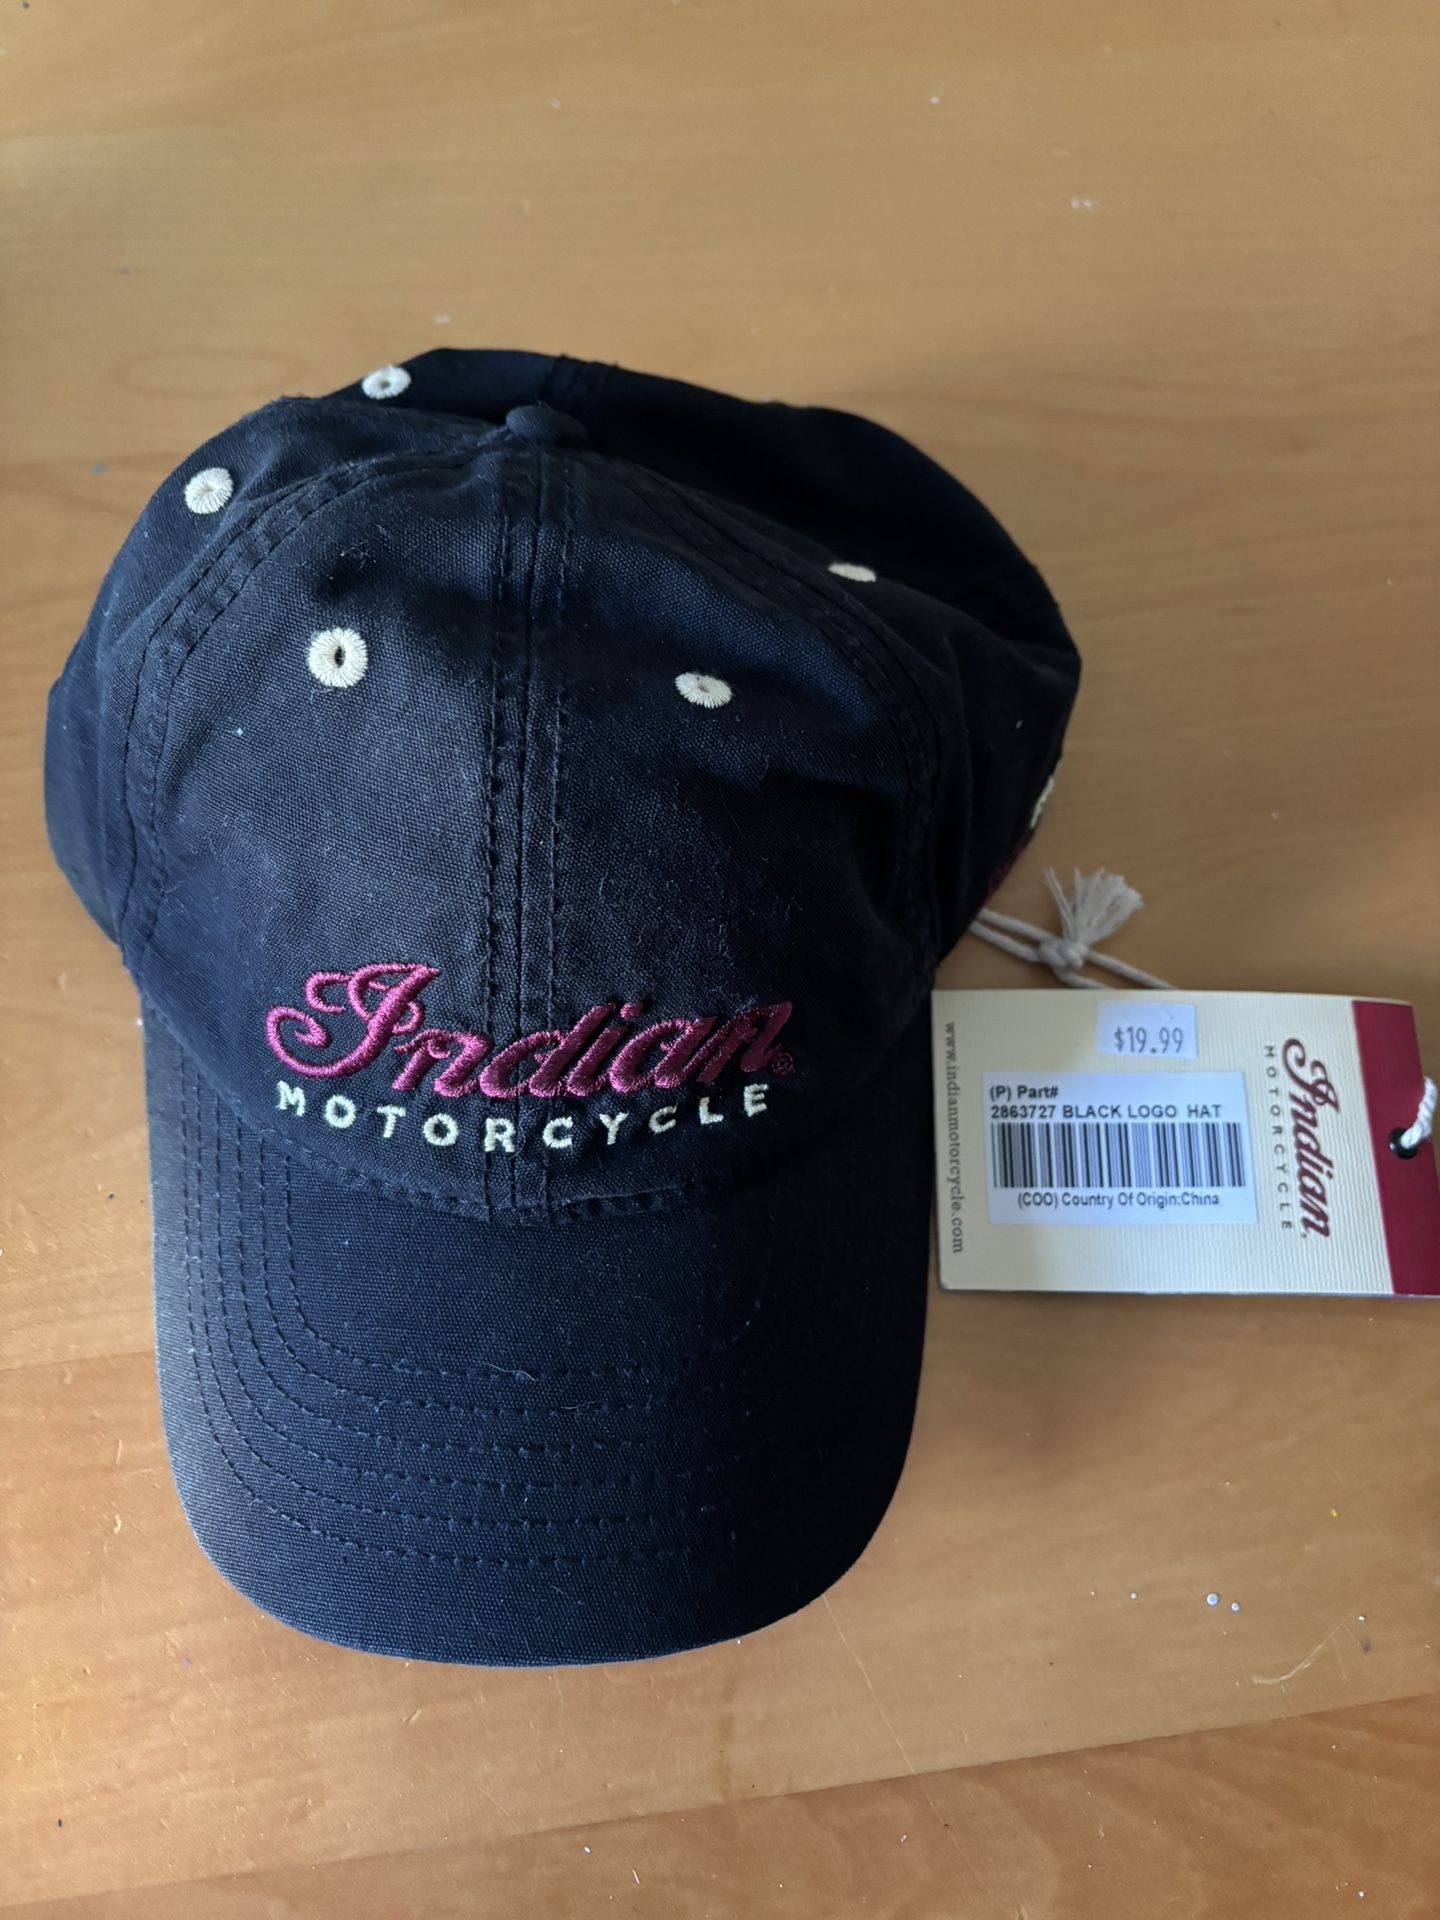 Indian®
MOTORCYCLE
$19.99
(P) Part#
2863727 BLACK LOGO HAT
(COO) Country Of Origin:China
www.indianmotorcycle.com
Indian
MOTORCYCLE